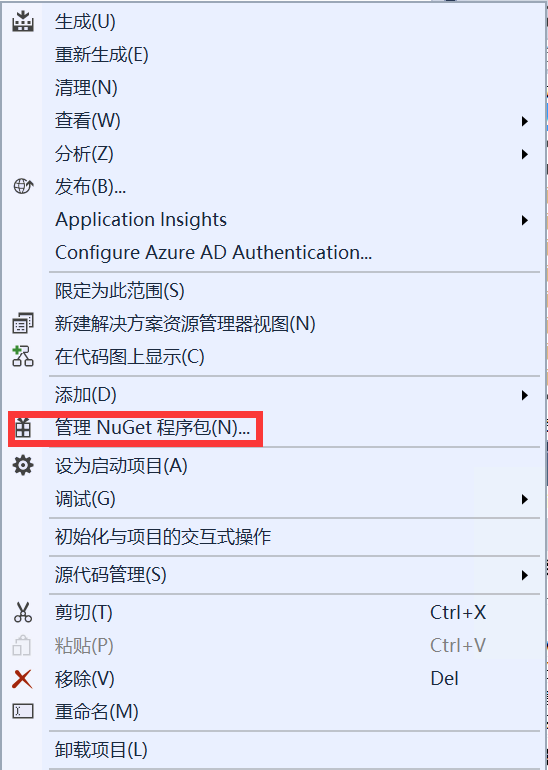 生成(U)
重新生成(E)
清理(N)
查看(W)
分析(Z)
发布(B)...
Application Insights
Configure Azure AD Authentication...
限定为此范围(S)
新建解决方案资源管理器视图(N)
在代码图上显示(C)
添加(D)
管理 NuGet 程序包(N)...
设为启动项目(A)
调试(G)
初始化与项目的交互式操作
源代码管理(S)
剪切(T) Ctrl+X
粘贴(P) Ctrl+V
移除(V) Del
重命名(M)
卸载项目(L)